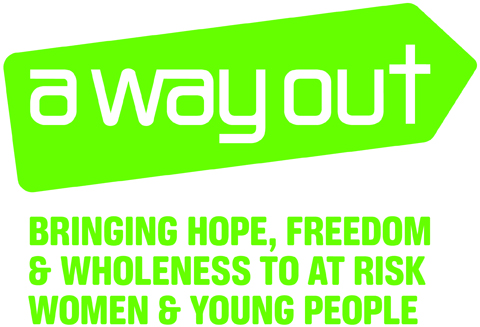 a way out
BRINGING HOPE, FREEDOM
& WHOLENESS TO AT RISK
WOMEN & YOUNG PEOPLE